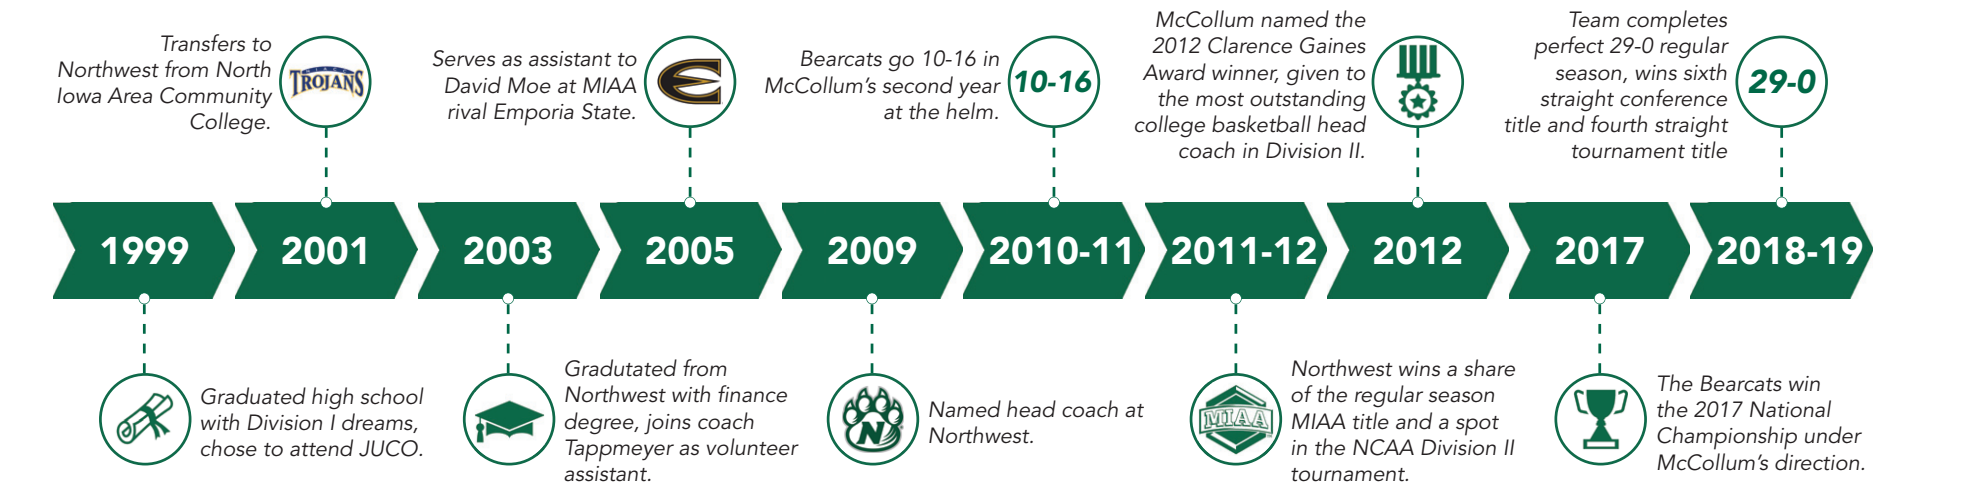 Transfers to
Northwest from North
Iowa Area Community
College.
TROJANS
Serves as assistant to
David Moe at MIAA
rival Emporia State.
E
Bearcats go 10-16 in
McCollum's second year
at the helm.
10-16
McCollum named the
2012 Clarence Gaines
Award winner, given to
the most outstanding
college basketball head
coach in Division II.
Team completes
perfect 29-0 regular
season, wins sixth
straight conference
title and fourth straight
tournament title
29-0
1999
2001
2003
2005
2009
2010-11
2011-12
2012
2017
2018-19
Graduated high school
with Division I dreams,
chose to attend JUCO.
Gradutated from
Northwest with finance
degree, joins coach
Tappmeyer as volunteer
assistant.
N
Named head coach at
Northwest.
MIAA
Northwest wins a share
of the regular season
MIAA title and a spot
in the NCAA Division II
tournament.
The Bearcats win
the 2017 National
Championship under
McCollum's direction.